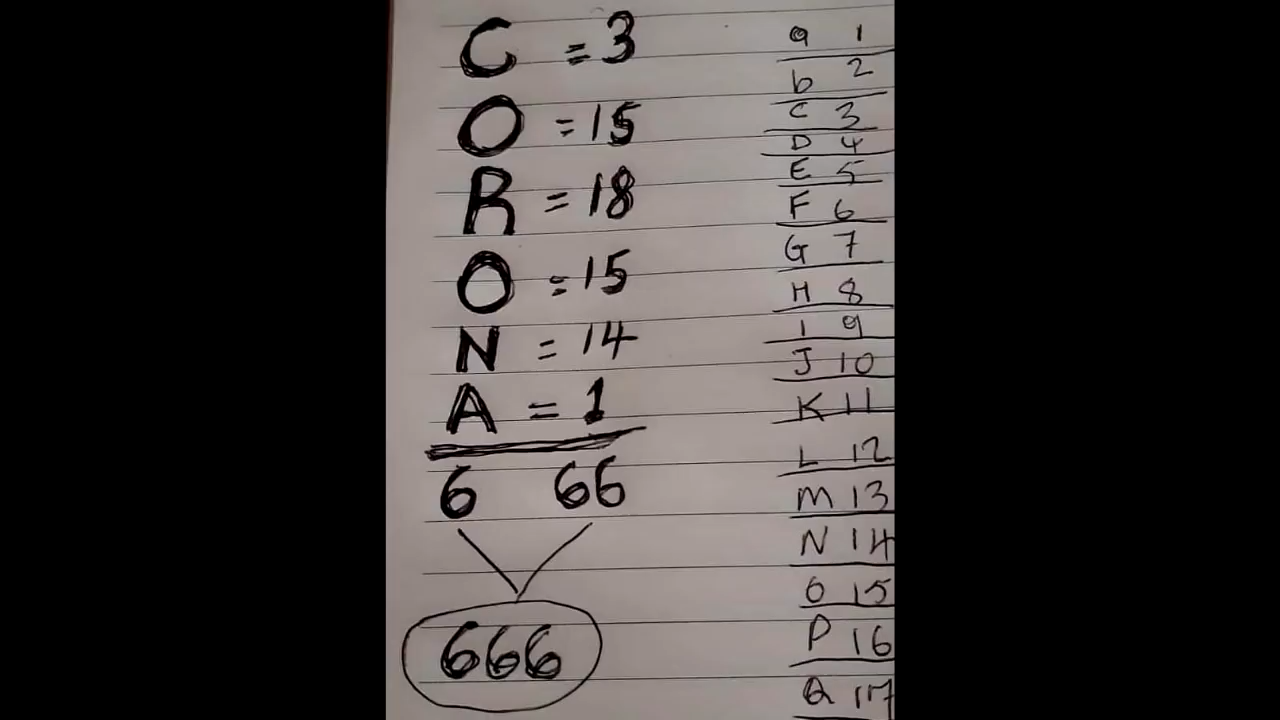 C = 3
O = 15
R = 18
O = 15
N = 14
A = 1
6 66
666
a 1
b 2
C 3
D 4
E 5
F 6
G 7
H 8
I 9
J 10
K 11
L 12
M 13
N 14
O 15
P 16
Q 17